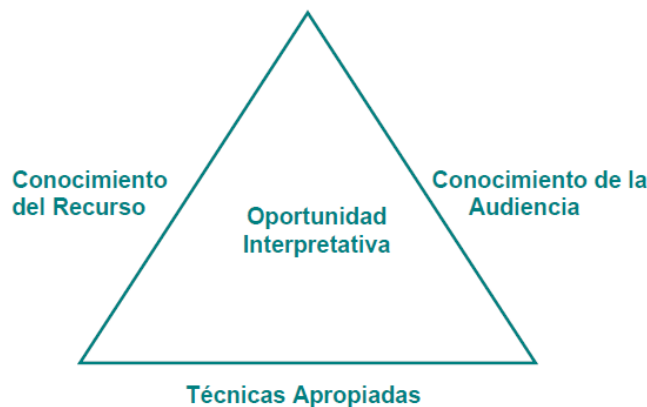 Conocimiento
del Recurso
Conocimiento de la
Audiencia
Oportunidad
Interpretativa
Técnicas Apropiadas